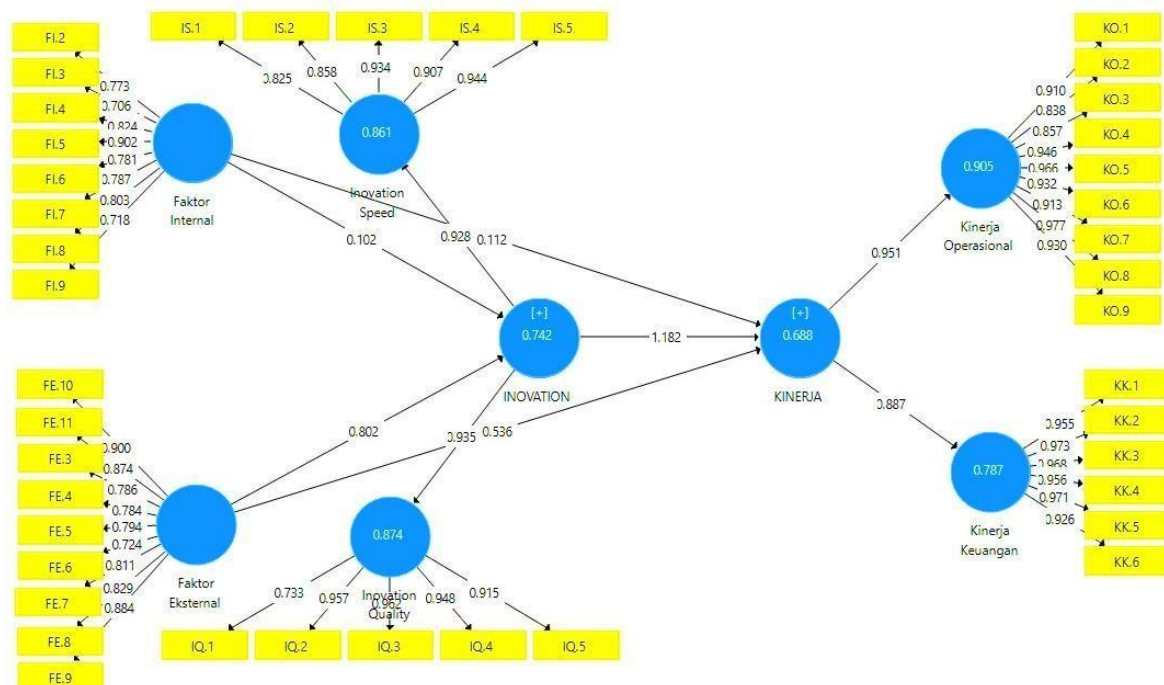 IS.1
IS.2
IS.3
IS.4
IS.5
0.825
0.858
0.934
0.907
0.944
0.861
Inovation
Speed
FI.2
FI.3
FI.4
FI.5
FI.6
FI.7
FI.8
FI.9
0.773
0.706
0.824
0.902
0.781
0.787
0.803
0.718
Faktor
Internal
0.102
0.928
0.112
[+]
0.742
INOVATION
1.182
[+]
0.688
KINERJA
0.802
0.935
0.536
0.951
0.887
KO.1
KO.2
KO.3
KO.4
KO.5
KO.6
KO.7
KO.8
KO.9
0.910
0.838
0.857
0.946
0.966
0.932
0.913
0.977
0.930
0.905
Kinerja
Operasional
KK.1
KK.2
KK.3
KK.4
KK.5
KK.6
0.955
0.973
0.968
0.956
0.971
0.926
0.787
Kinerja
Keuangan
FE.10
FE.11
FE.3
FE.4
FE.5
FE.6
FE.7
FE.8
FE.9
0.900
0.874
0.786
0.784
0.794
0.724
0.811
0.829
0.884
Faktor
Eksternal
0.874
Inovation
Quality
0.733
0.957
0.962
0.948
0.915
IQ.1
IQ.2
IQ.3
IQ.4
IQ.5